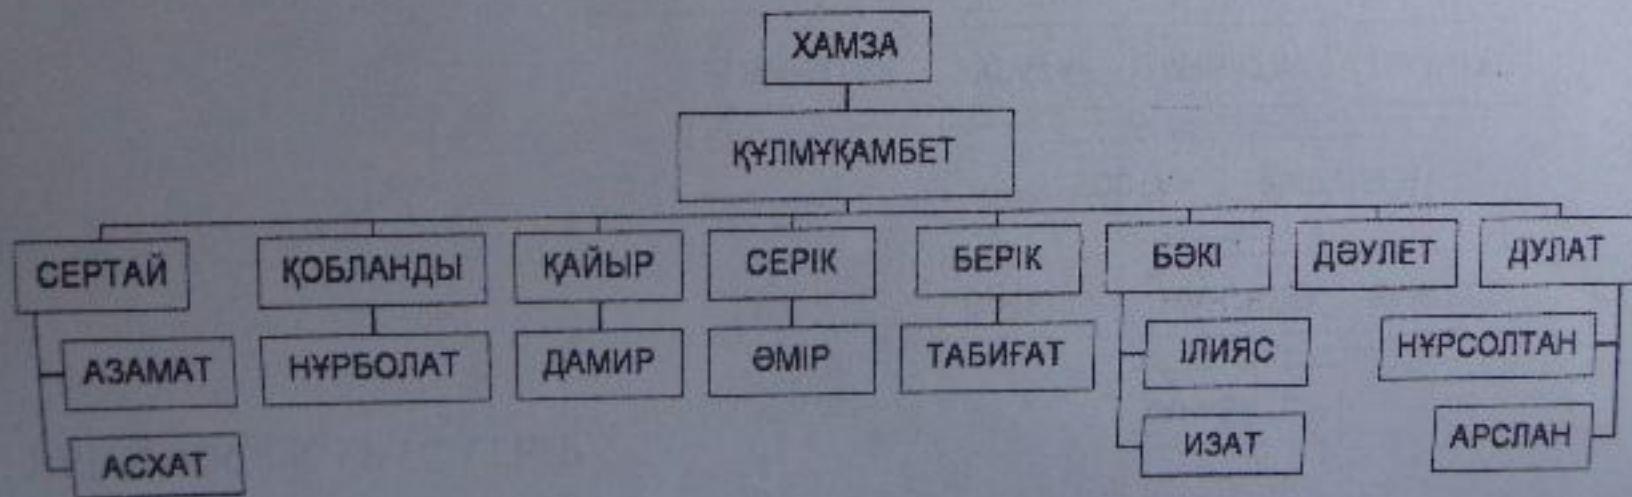 ХАМЗА
ҚҰЛМҰҚАМБЕТ
СЕРТАЙ ҚОБЛАНДЫ ҚАЙЫР СЕРІК БЕРІК БӘКІ ДӘУЛЕТ ДУЛАТ
АЗАМАТ НҰРБОЛАТ ДАМИР ӘМІР ТАБИҒАТ ІЛИЯС НҰРСОЛТАН
АСХАТ ИЗАТ АРСЛАН